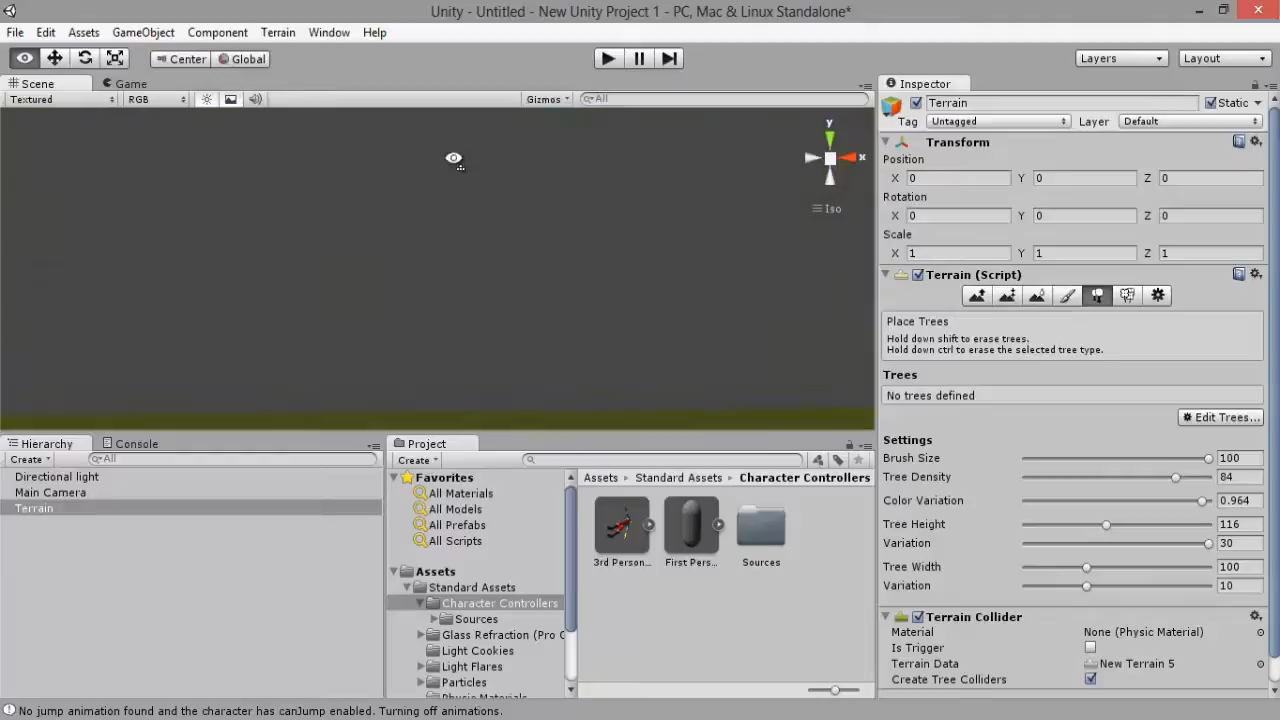 Unity - Untitled - New Unity Project 1 - PC, Mac & Linux Standalone*
File Edit Assets GameObject Component Terrain Window Help
Center Global Layers Layout
Scene Game
Textured RGB Gizmos All
y
x
Iso
Inspector
Terrain Static
Tag Untagged Layer Default
Transform
Position
X 0 Y 0 Z 0
Rotation
X 0 Y 0 Z 0
Scale
X 1 Y 1 Z 1
Terrain (Script)
Place Trees
Hold down shift to erase trees.
Hold down ctrl to erase the selected tree type.
Trees
No trees defined
Edit Trees...
Settings
Brush Size 100
Tree Density 84
Color Variation 0.964
Tree Height 116
Variation 30
Tree Width 100
Variation 10
Terrain Collider
Material None (Physic Material)
Is Trigger
Terrain Data New Terrain 5
Create Tree Colliders
Hierarchy Console
Create All
Directional light
Main Camera
Terrain
Project
Create
Favorites
All Materials
All Models
All Prefabs
All Scripts
Assets
Standard Assets
Character Controllers
Sources
Glass Refraction (Pro
Light Cookies
Light Flares
Particles
Physic Materials
Assets Standard Assets Character Controllers
3rd Person... First Pers... Sources
No jump animation found and the character has canJump enabled. Turning off animations.